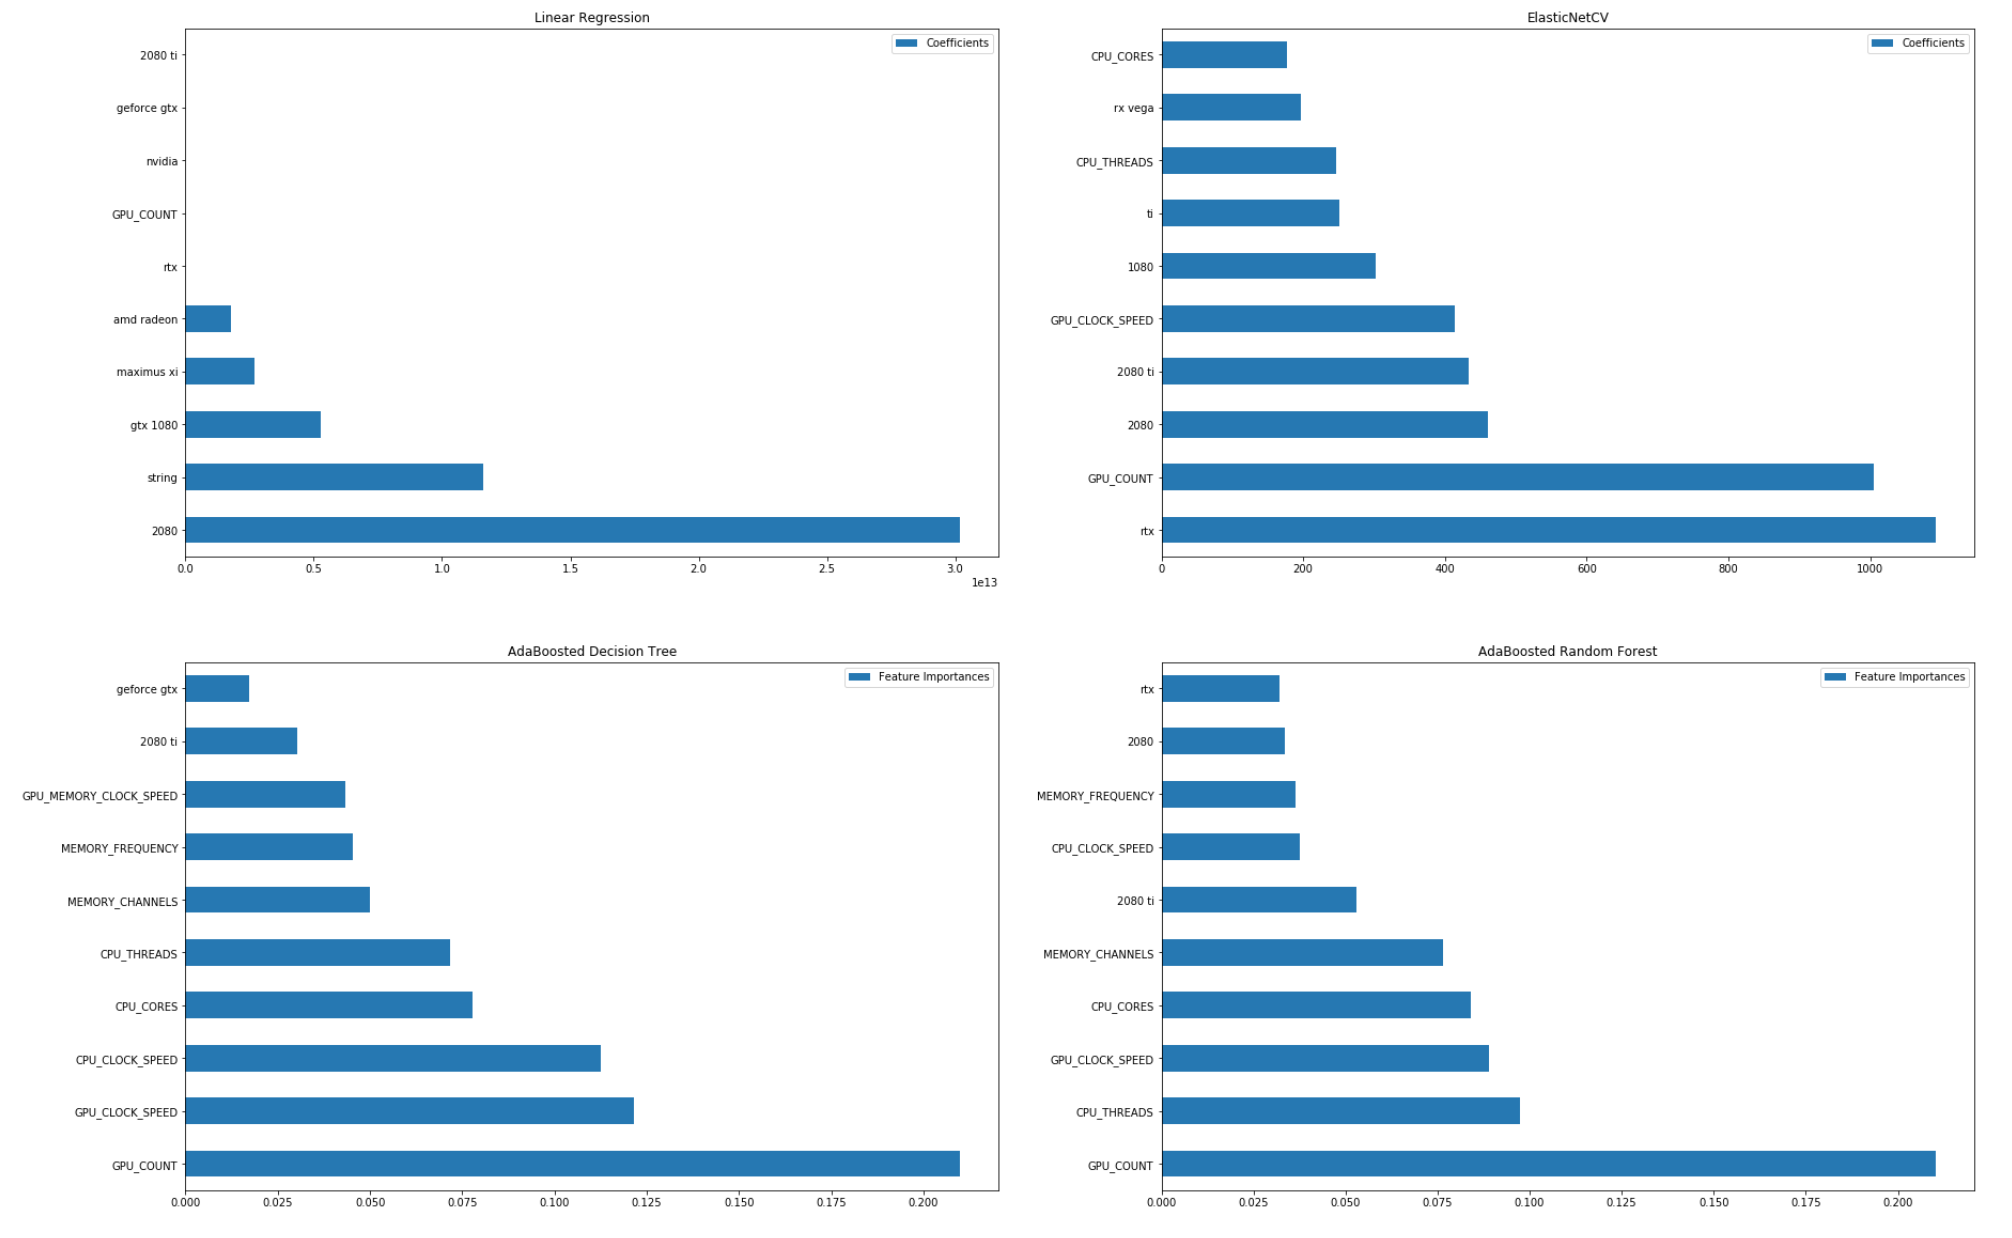 Linear Regression
Coefficients
2080 ti
geforce gtx
nvidia
GPU_COUNT
rtx
amd radeon
maximus xi
gtx 1080
string
2080
0.0 0.5 1.0 1.5 2.0 2.5 3.0
1e13
ElasticNetCV
Coefficients
CPU_CORES
rx vega
CPU_THREADS
ti
1080
GPU_CLOCK_SPEED
2080 ti
2080
GPU_COUNT
rtx
0 200 400 600 800 1000
AdaBoosted Decision Tree
Feature Importances
geforce gtx
2080 ti
GPU_MEMORY_CLOCK_SPEED
MEMORY_FREQUENCY
MEMORY_CHANNELS
CPU_THREADS
CPU_CORES
CPU_CLOCK_SPEED
GPU_CLOCK_SPEED
GPU_COUNT
0.000 0.025 0.050 0.075 0.100 0.125 0.150 0.175 0.200
AdaBoosted Random Forest
Feature Importances
rtx
2080
MEMORY_FREQUENCY
CPU_CLOCK_SPEED
2080 ti
MEMORY_CHANNELS
CPU_CORES
GPU_CLOCK_SPEED
CPU_THREADS
GPU_COUNT
0.000 0.025 0.050 0.075 0.100 0.125 0.150 0.175 0.200